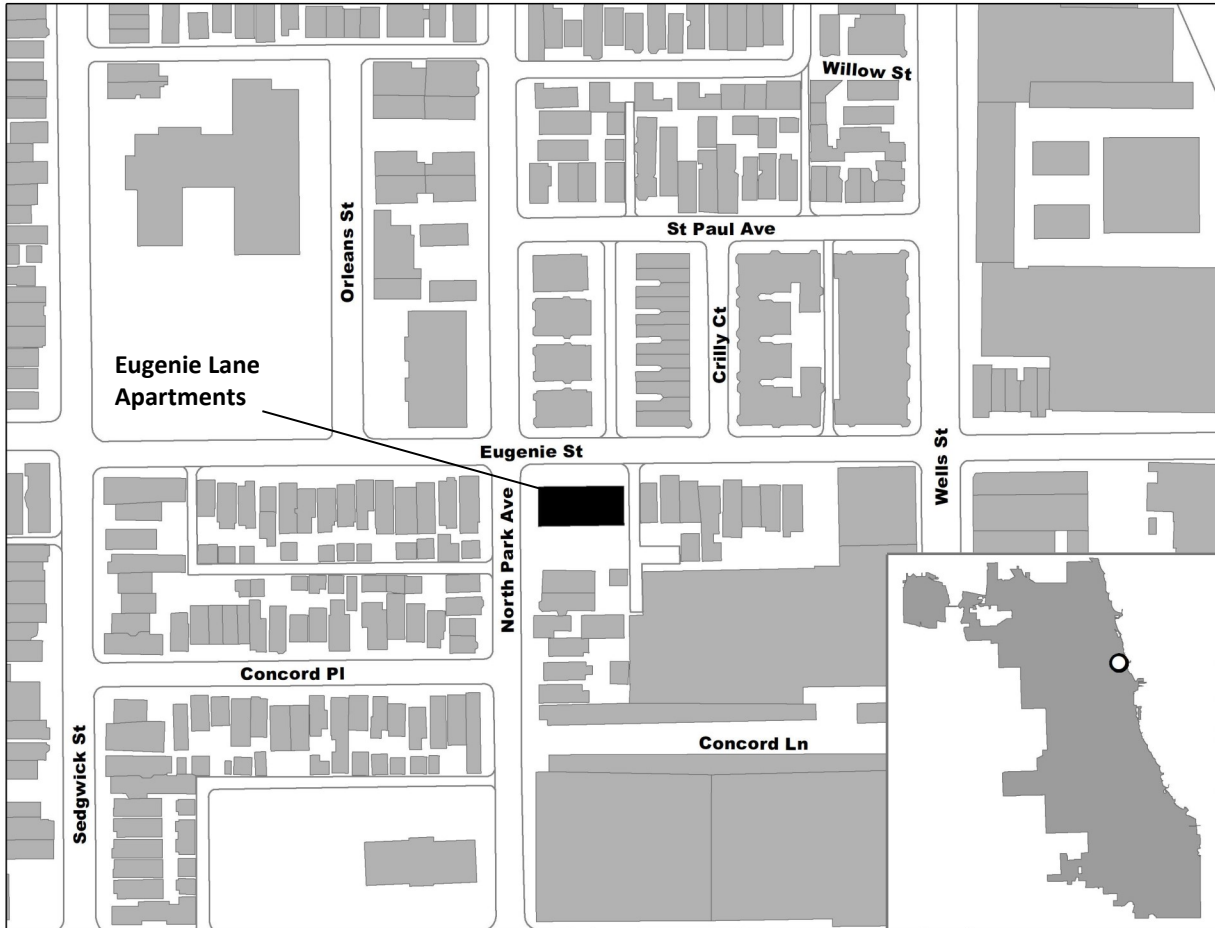 Willow St
St Paul Ave
Orleans St
Crilly Ct
Eugenie Lane
Apartments
Eugenie St
Wells St
North Park Ave
Concord Pl
Concord Ln
Sedgwick St